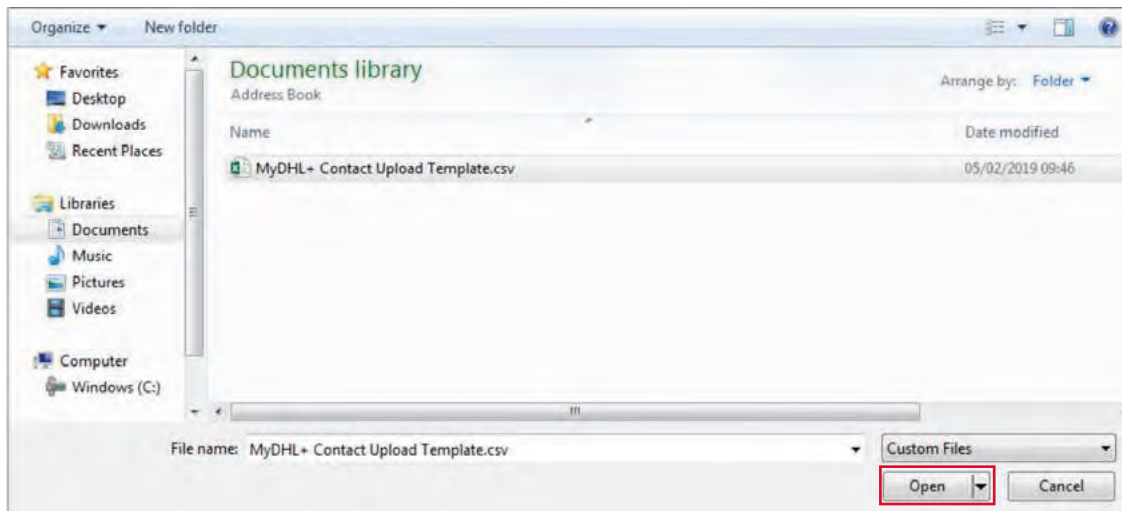 Organize New folder
Favorites
Desktop
Downloads
Recent Places
Libraries
Documents
Music
Pictures
Videos
Computer
Windows (C:)
Documents library
Address Book
Arrange by: Folder
Name Date modified
MyDHL+ Contact Upload Template.csv 05/02/2019 09:46
File name: MyDHL+ Contact Upload Template.csv Custom Files
Open Cancel